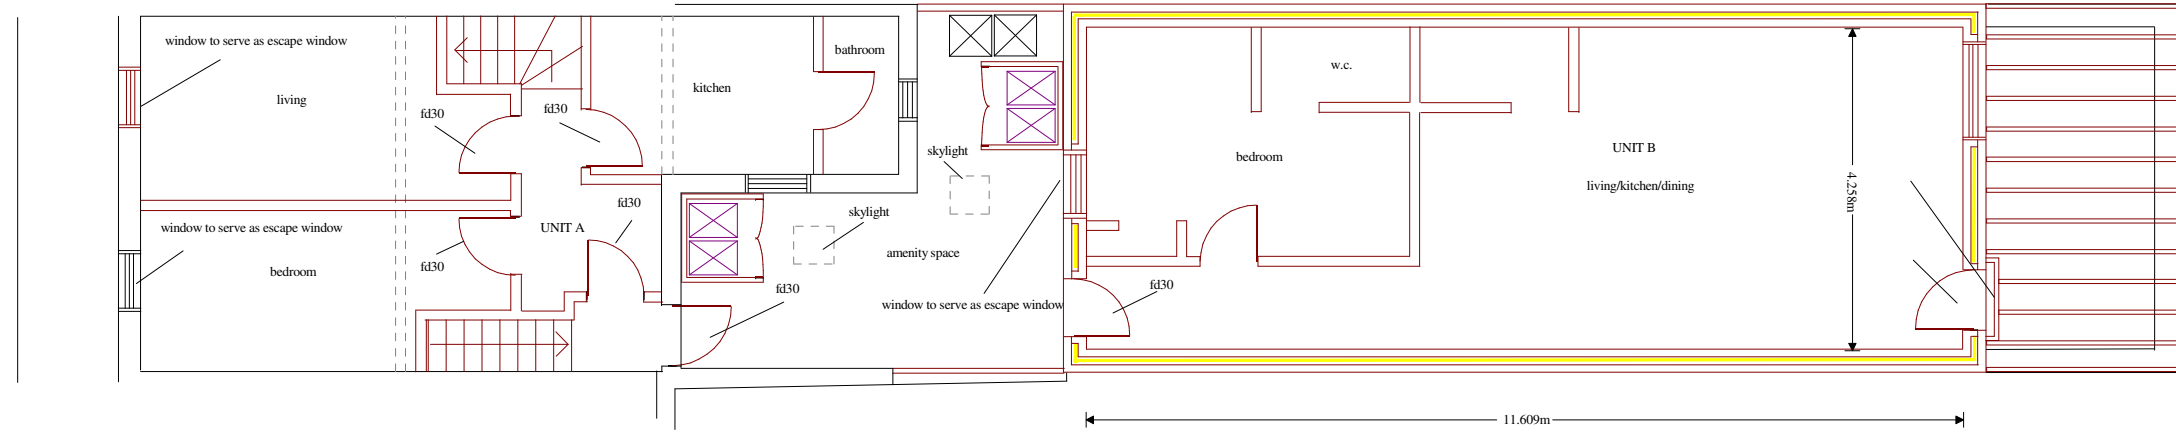 window to serve as escape window
living
fd30
fd30
kitchen
bathroom
skylight
w.c.
bedroom
UNIT B
living/kitchen/dining
4.258m
window to serve as escape window
bedroom
fd30
UNIT A
fd30
skylight
amenity space
fd30
window to serve as escape window
fd30
11.609m